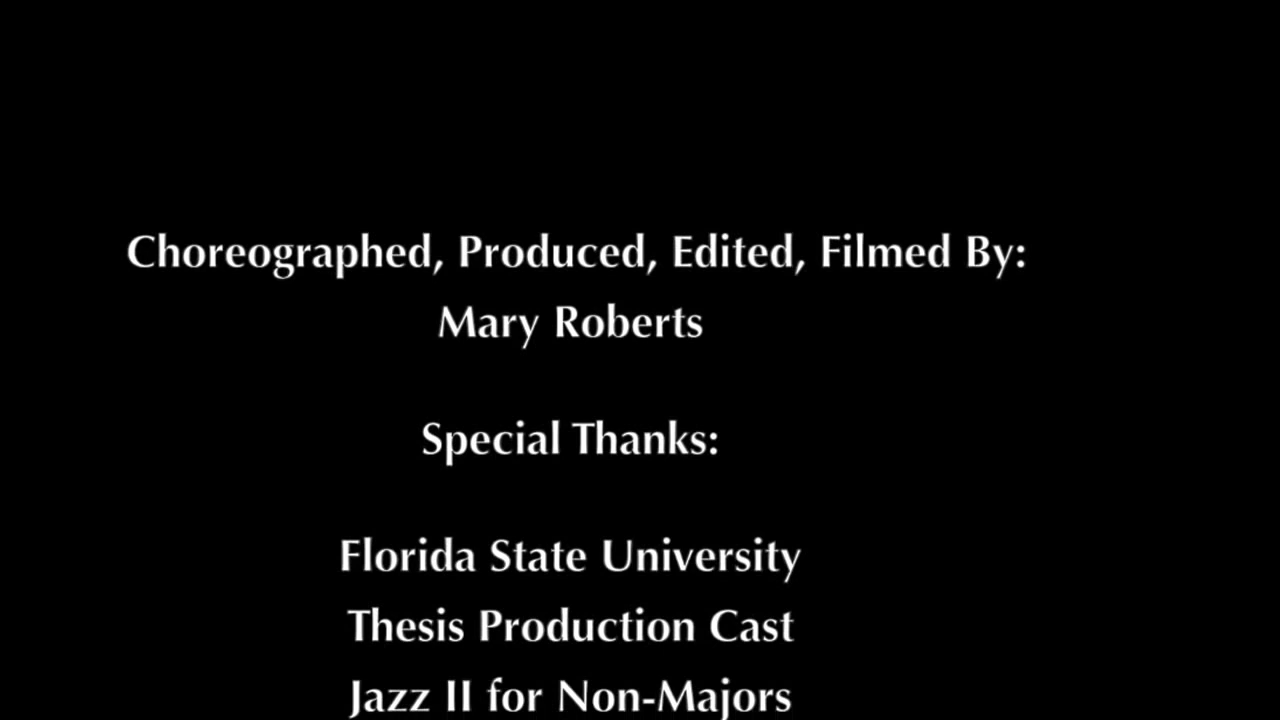 Choreographed, Produced, Edited, Filmed By:
Mary Roberts
Special Thanks:
Florida State University
Thesis Production Cast
Jazz II for Non-Majors